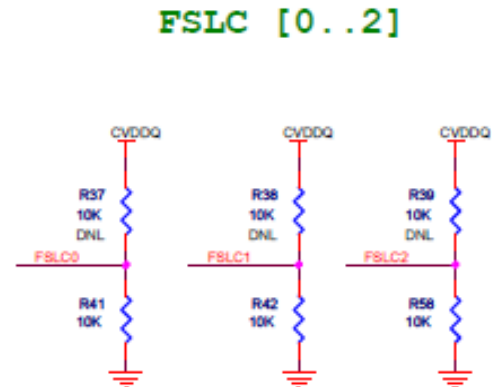 FSLC [0..2]
CVDDQ CVDDQ CVDDQ
R37 R38 R39
10K 10K 10K
DNL DNL DNL
FSLC0 FSLC1 FSLC2
R41 R42 R58
10K 10K 10K